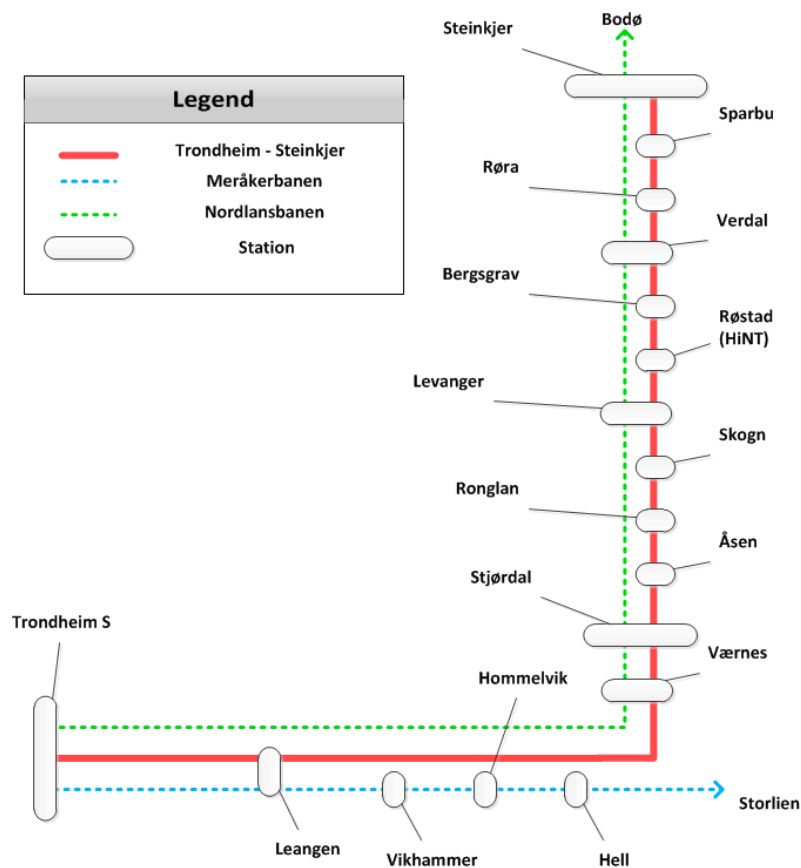 Bodø
Steinkjer
Legend
Trondheim - Steinkjer
Meråkerbanen
Nordlansbanen
Station
Sparbu
Røra
Verdal
Bergsgrav
Røstad
(HiNT)
Levanger
Skogn
Ronglan
Åsen
Stjørdal
Trondheim S
Værnes
Hommelvik
Storlien
Leangen
Vikhammer
Hell